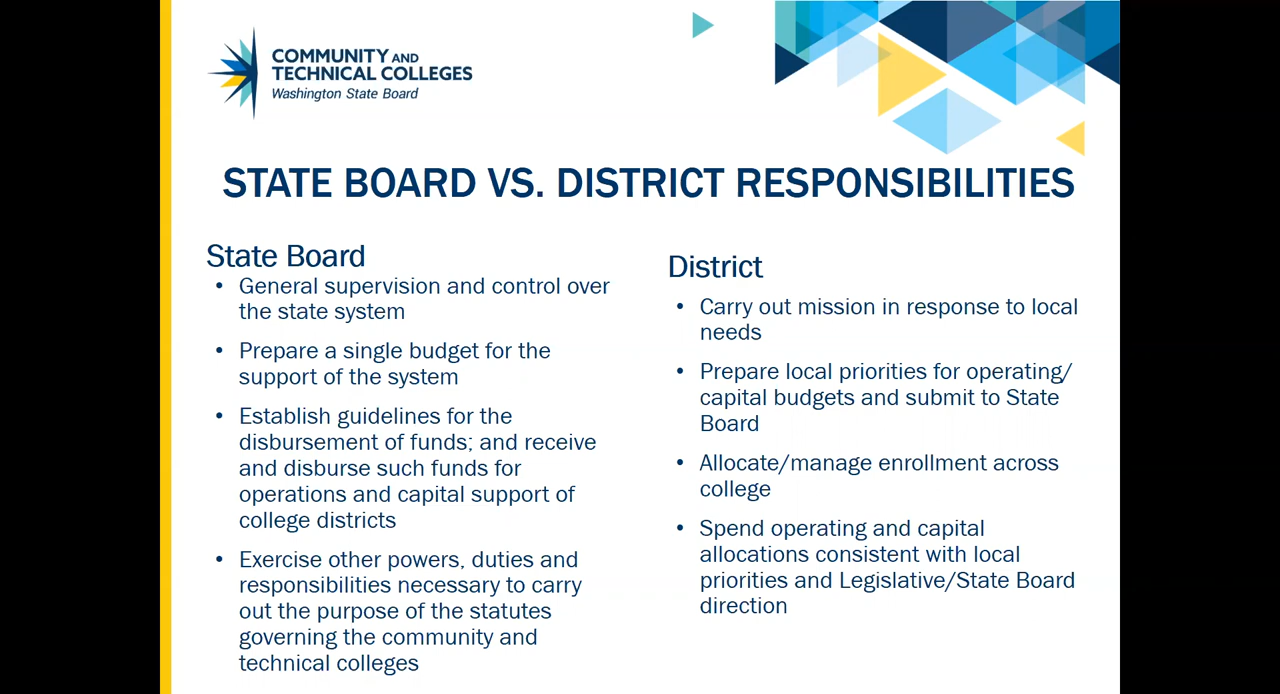 COMMUNITY AND
TECHNICAL COLLEGES
Washington State Board
STATE BOARD VS. DISTRICT RESPONSIBILITIES
State Board
• General supervision and control over
the state system
• Prepare a single budget for the
support of the system
• Establish guidelines for the
disbursement of funds; and receive
and disburse such funds for
operations and capital support of
college districts
• Exercise other powers, duties and
responsibilities necessary to carry
out the purpose of the statutes
governing the community and
technical colleges
District
• Carry out mission in response to local
needs
• Prepare local priorities for operating/
capital budgets and submit to State
Board
• Allocate/manage enrollment across
college
• Spend operating and capital
allocations consistent with local
priorities and Legislative/State Board
direction